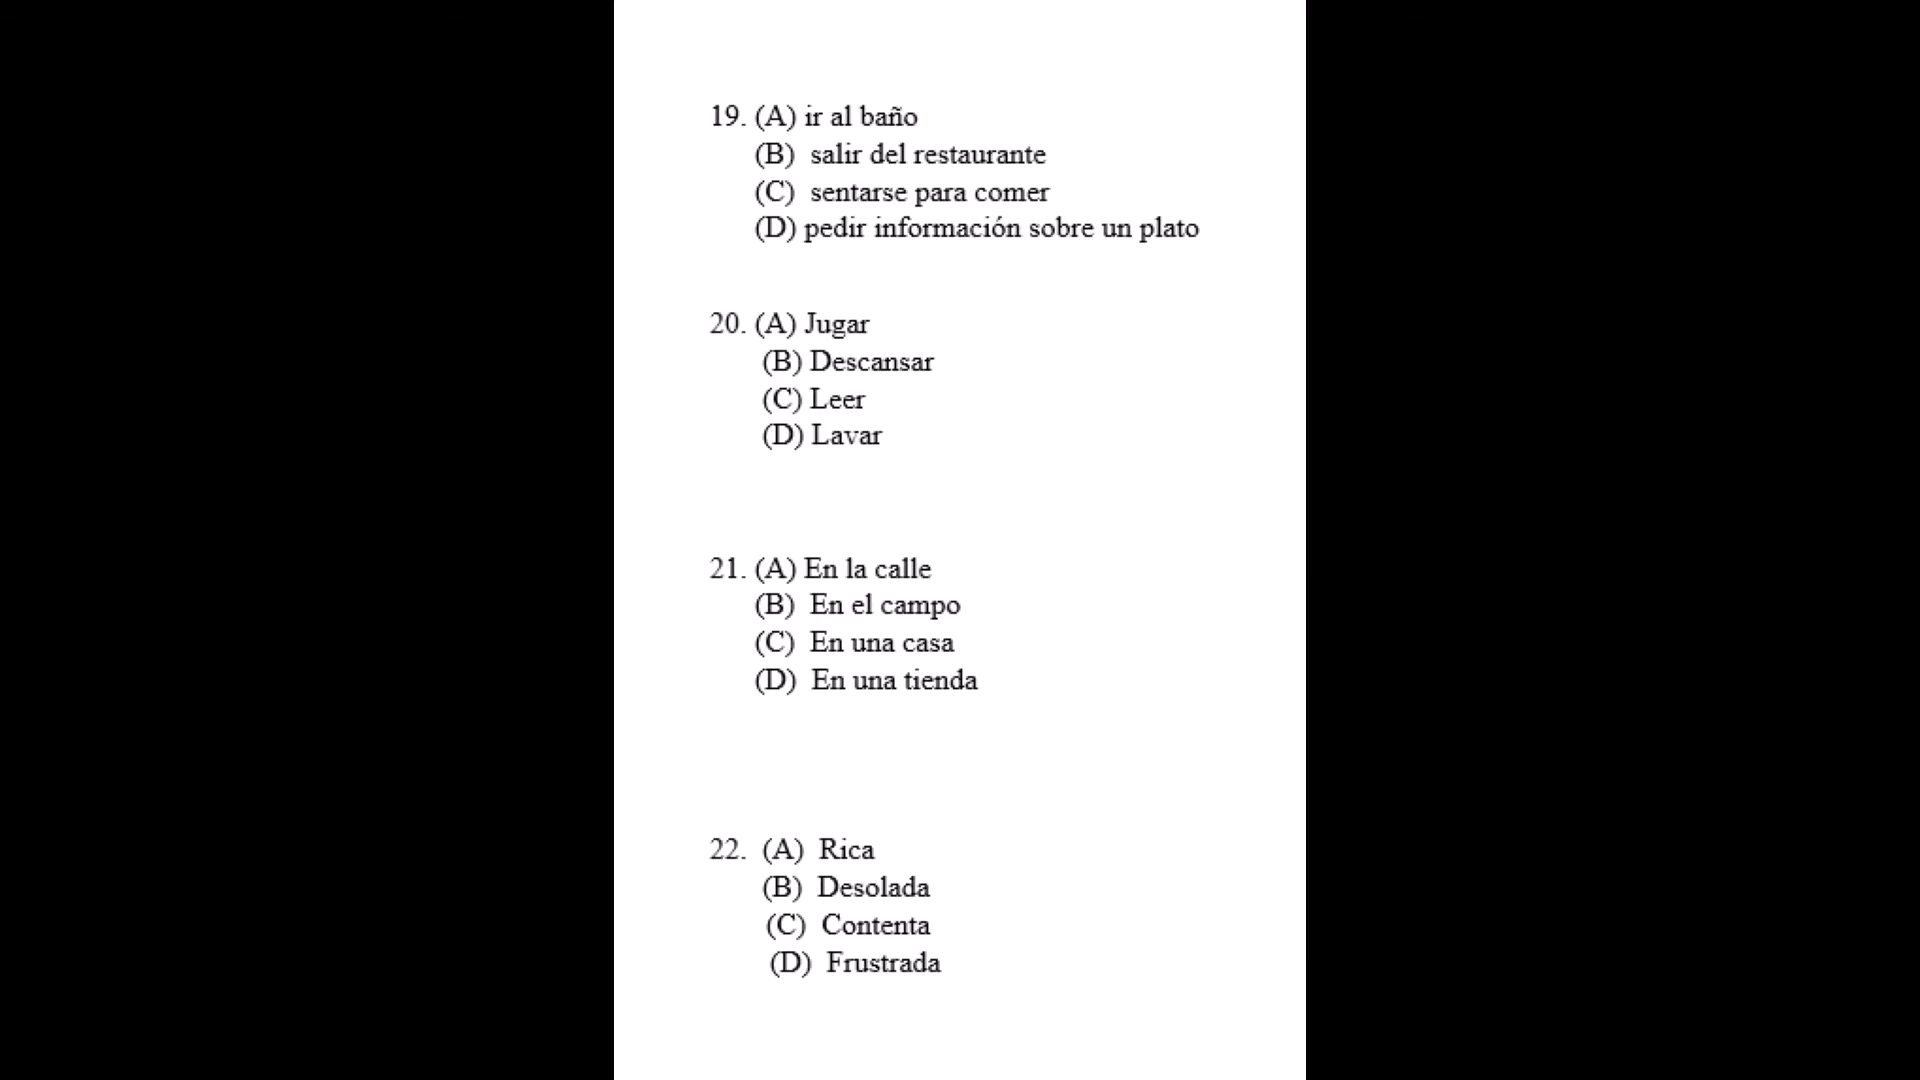 19. (A) ir al baño
(B) salir del restaurante
(C) sentarse para comer
(D) pedir información sobre un plato
20. (A) Jugar
(B) Descansar
(C) Leer
(D) Lavar
21. (A) En la calle
(B) En el campo
(C) En una casa
(D) En una tienda
22. (A) Rica
(B) Desolada
(C) Contenta
(D) Frustrada